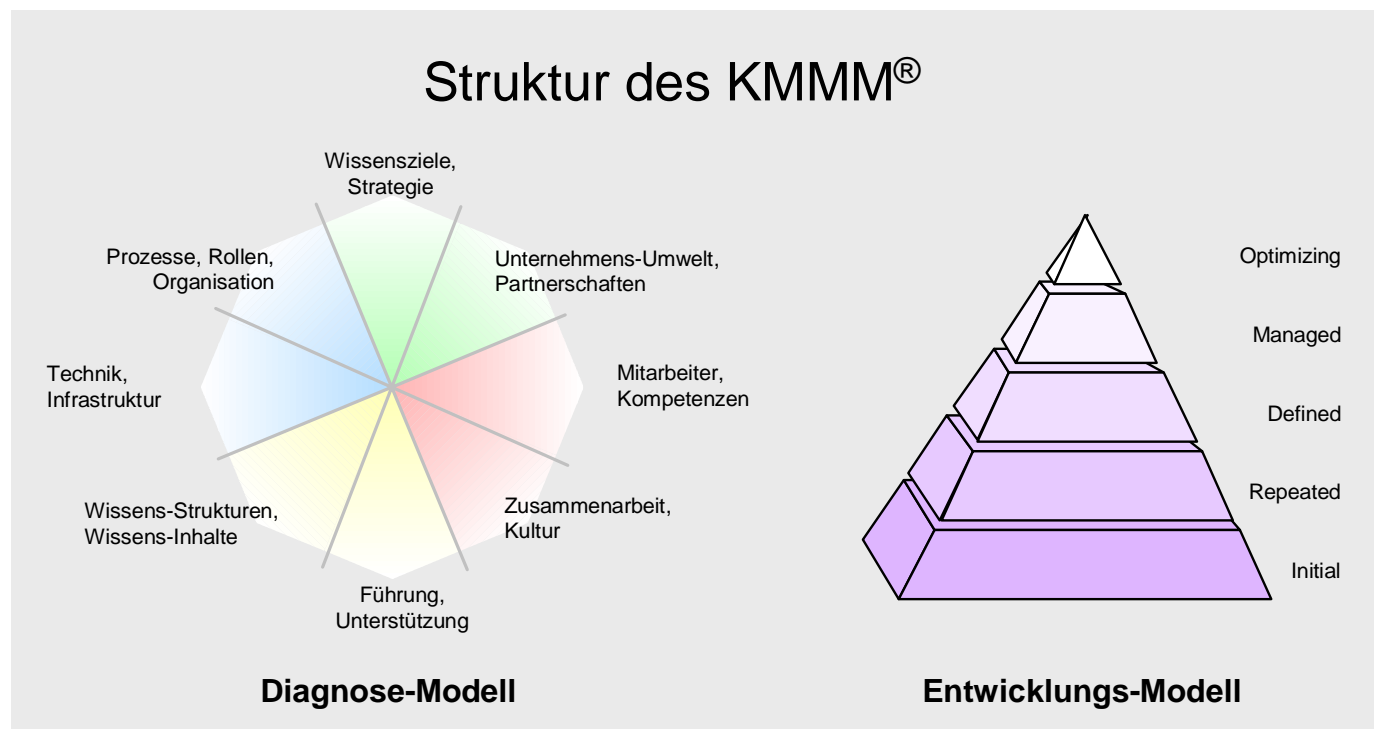 Struktur des KMMM®
Wissensziele,
Strategie
Prozesse, Rollen,
Organisation
Unternehmens-Umwelt,
Partnerschaften
Technik,
Infrastruktur
Mitarbeiter,
Kompetenzen
Wissens-Strukturen,
Wissens-Inhalte
Zusammenarbeit,
Kultur
Führung,
Unterstützung
Diagnose-Modell
Optimizing
Managed
Defined
Repeated
Initial
Entwicklungs-Modell